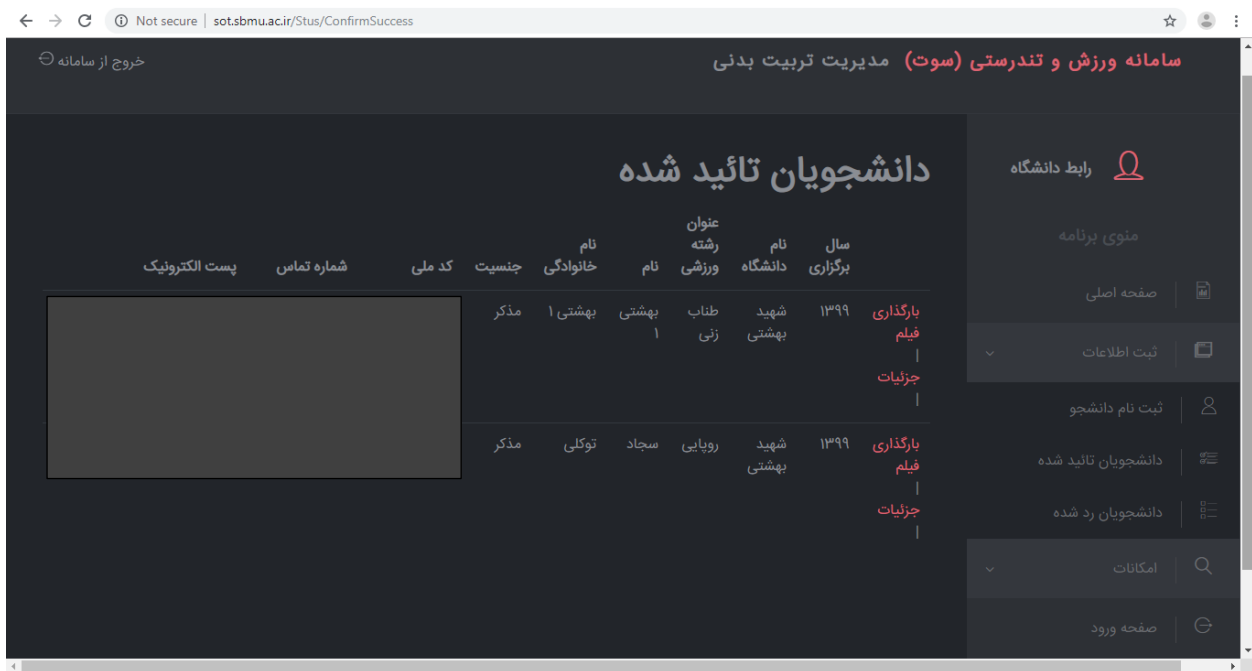 Not secure | sot.sbmu.ac.ir/Stus/ConfirmSuccess
سامانه ورزش و تندرستی (سوت) مدیریت تربیت بدنی
خروج از سامانه
رابط دانشگاه
منوی برنامه
صفحه اصلی
ثبت اطلاعات
ثبت نام دانشجو
دانشجویان تائید شده
دانشجویان رد شده
امکانات
صفحه ورود
دانشجویان تائید شده
سال برگزاری
نام دانشگاه
عنوان رشته ورزشی
نام
نام خانوادگی
جنسیت
کد ملی
شماره تماس
پست الکترونیک
بارگذاری ۱۳۹۹ شهید طناب بهشتی بهشتی ۱ مذکر
فیلم بهشتی زنی ۱
|
جزئیات
|
بارگذاری ۱۳۹۹ شهید روپایی سجاد توکلی مذکر
فیلم بهشتی
|
جزئیات
|